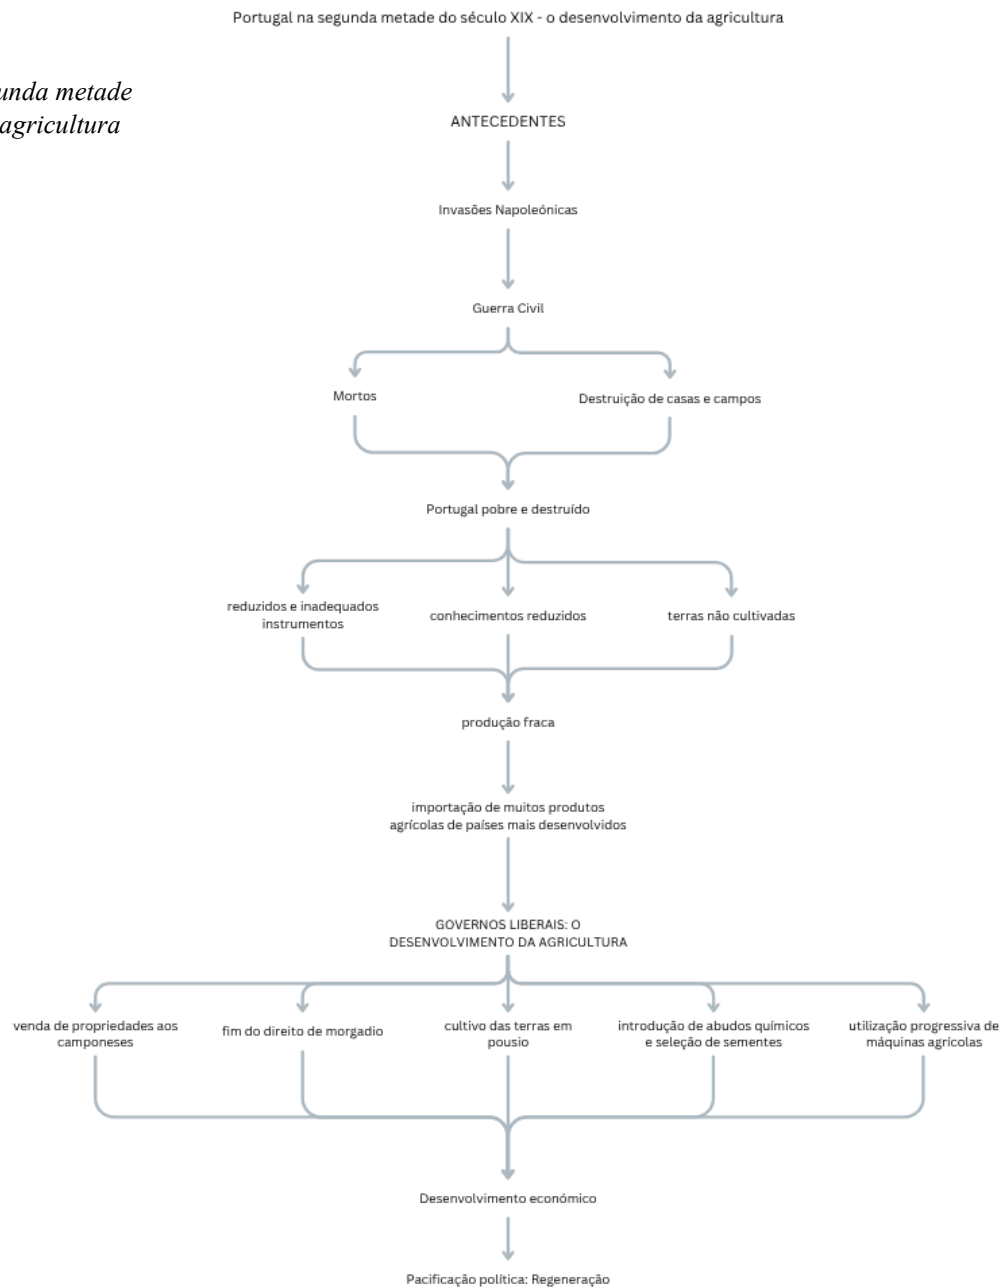 Portugal na segunda metade do século XIX - o desenvolvimento da agricultura
metade
agricultura
ANTECEDENTES
Invasões Napoleónicas
Guerra Civil
Mortos
Destruição de casas e campos
Portugal pobre e destruído
reduzidos e inadequados
instrumentos
conhecimentos reduzidos
terras não cultivadas
produção fraca
importação de muitos produtos
agrícolas de países mais desenvolvidos
GOVERNOS LIBERAIS: O
DESENVOLVIMENTO DA AGRICULTURA
venda de propriedades aos
camponeses
fim do direito de morgadio
cultivo das terras em
pousio
introdução de abudos químicos
e seleção de sementes
utilização progressiva de
máquinas agrícolas
Desenvolvimento económico
Pacificação política: Regeneração